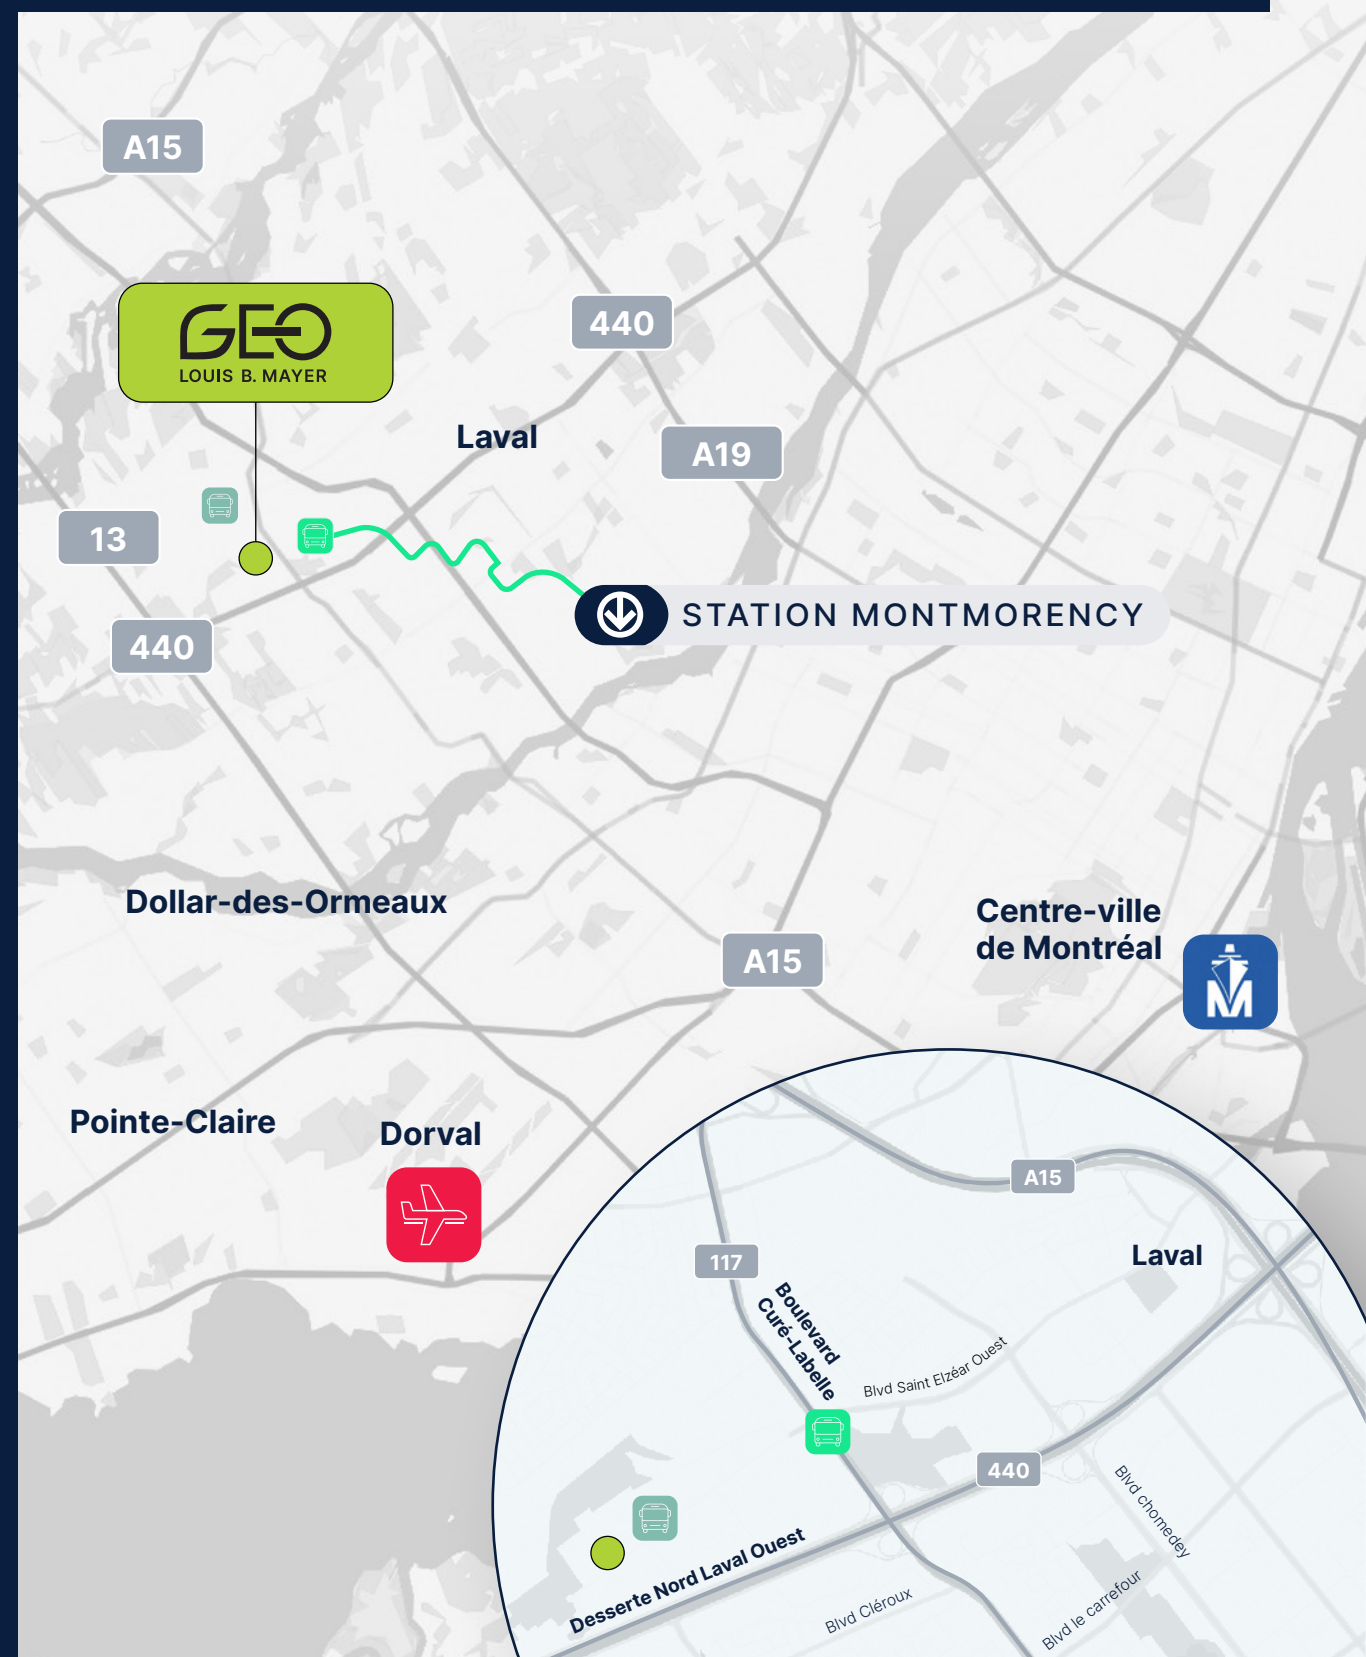 A15
GEO
LOUIS B. MAYER
440
Laval
A19
13
440
STATION MONTMORENCY
Dollar-des-Ormeaux
Centre-ville
de Montréal
A15
M
Pointe-Claire
Dorval
A15
117
Laval
Boulevard
Curé-Labelle
Blvd Saint Elzéar Ouest
440
Blvd chomedey
Desserte Nord Laval Ouest
Blvd Cléroux
Blvd le carrefour